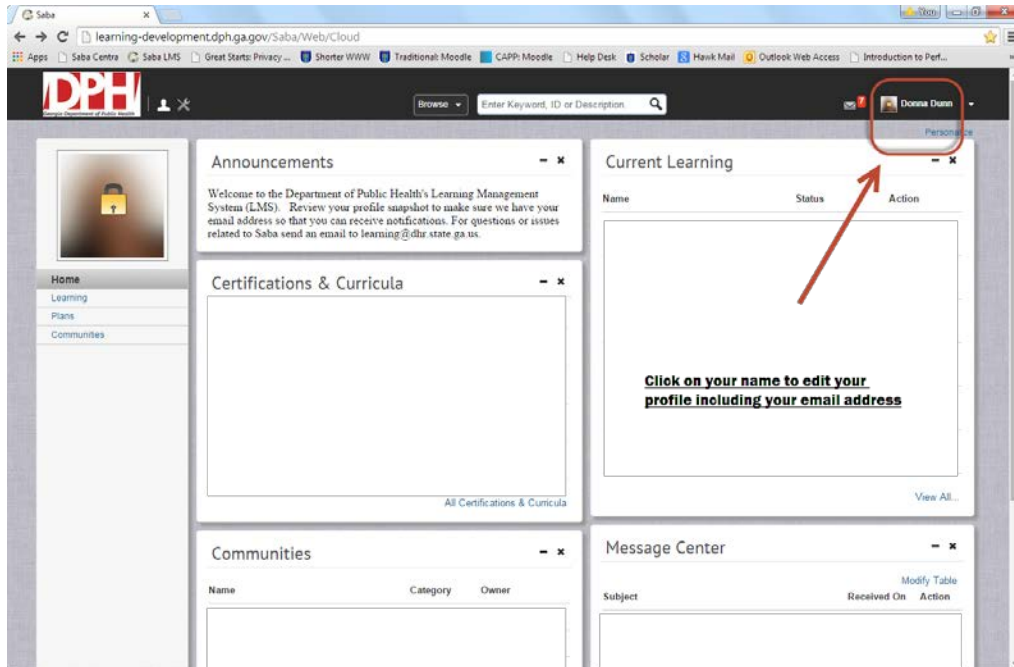 Saba
You
learning-development.dph.ga.gov/Saba/Web/Cloud
Apps Saba Centra Saba LMS Great Starts: Privacy ... Shorter WWW Traditional: Moodle CAPP: Moodle Help Desk Scholar Hawk Mail Outlook Web Access Introduction to Perf...
DPH
Georgia Department of Public Health
Browse
Enter Keyword, ID or Description
7
Donna Dunn
Personalize
Home
Learning
Plans
Communities
Announcements
Welcome to the Department of Public Health's Learning Management
System (LMS). Review your profile snapshot to make sure we have your
email address so that you can receive notifications. For questions or issues
related to Saba send an email to learning@dhr.state.ga.us.
Current Learning
Name Status Action
Click on your name to edit your
profile including your email address
View All...
Certifications & Curricula
All Certifications & Curricula
Communities
Name Category Owner
Message Center
Modify Table
Subject Received On Action